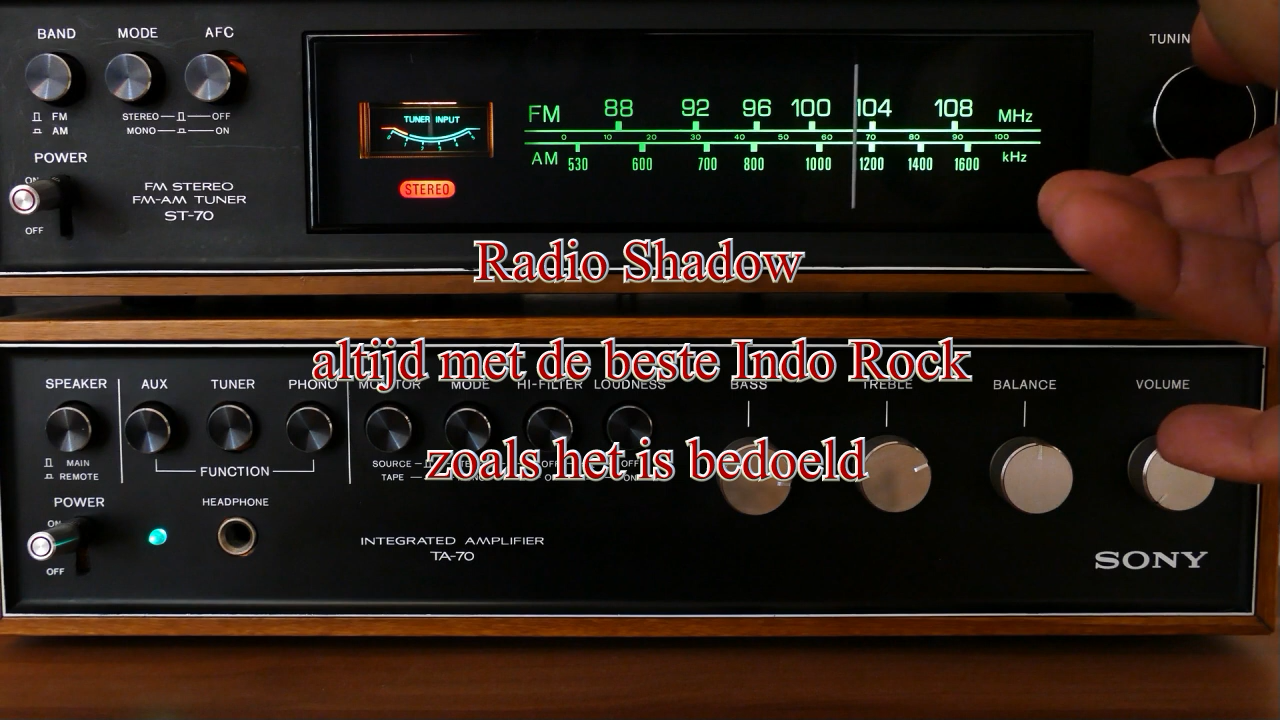 BAND MODE AFC
TUNIN
FM
AM
STEREO OFF
MONO ON
POWER
ON
OFF
FM STEREO
FM-AM TUNER
ST-70
TUNER INPUT
STEREO
FM 88 92 96 100 104 108 MHz
0 10 20 30 40 50 60 70 80 90 100
AM 530 600 700 800 1000 1200 1400 1600 kHz
Radio Shadow
altijd met de beste Indo Rock
zoals het is bedoeld
SPEAKER AUX TUNER PHONO MONITOR MODE HI-FILTER LOUDNESS BASS TREBLE BALANCE VOLUME
MAIN
REMOTE
FUNCTION
SOURCE
TAPE
POWER
ON
OFF
HEADPHONE
INTEGRATED AMPLIFIER
TA-70
SONY